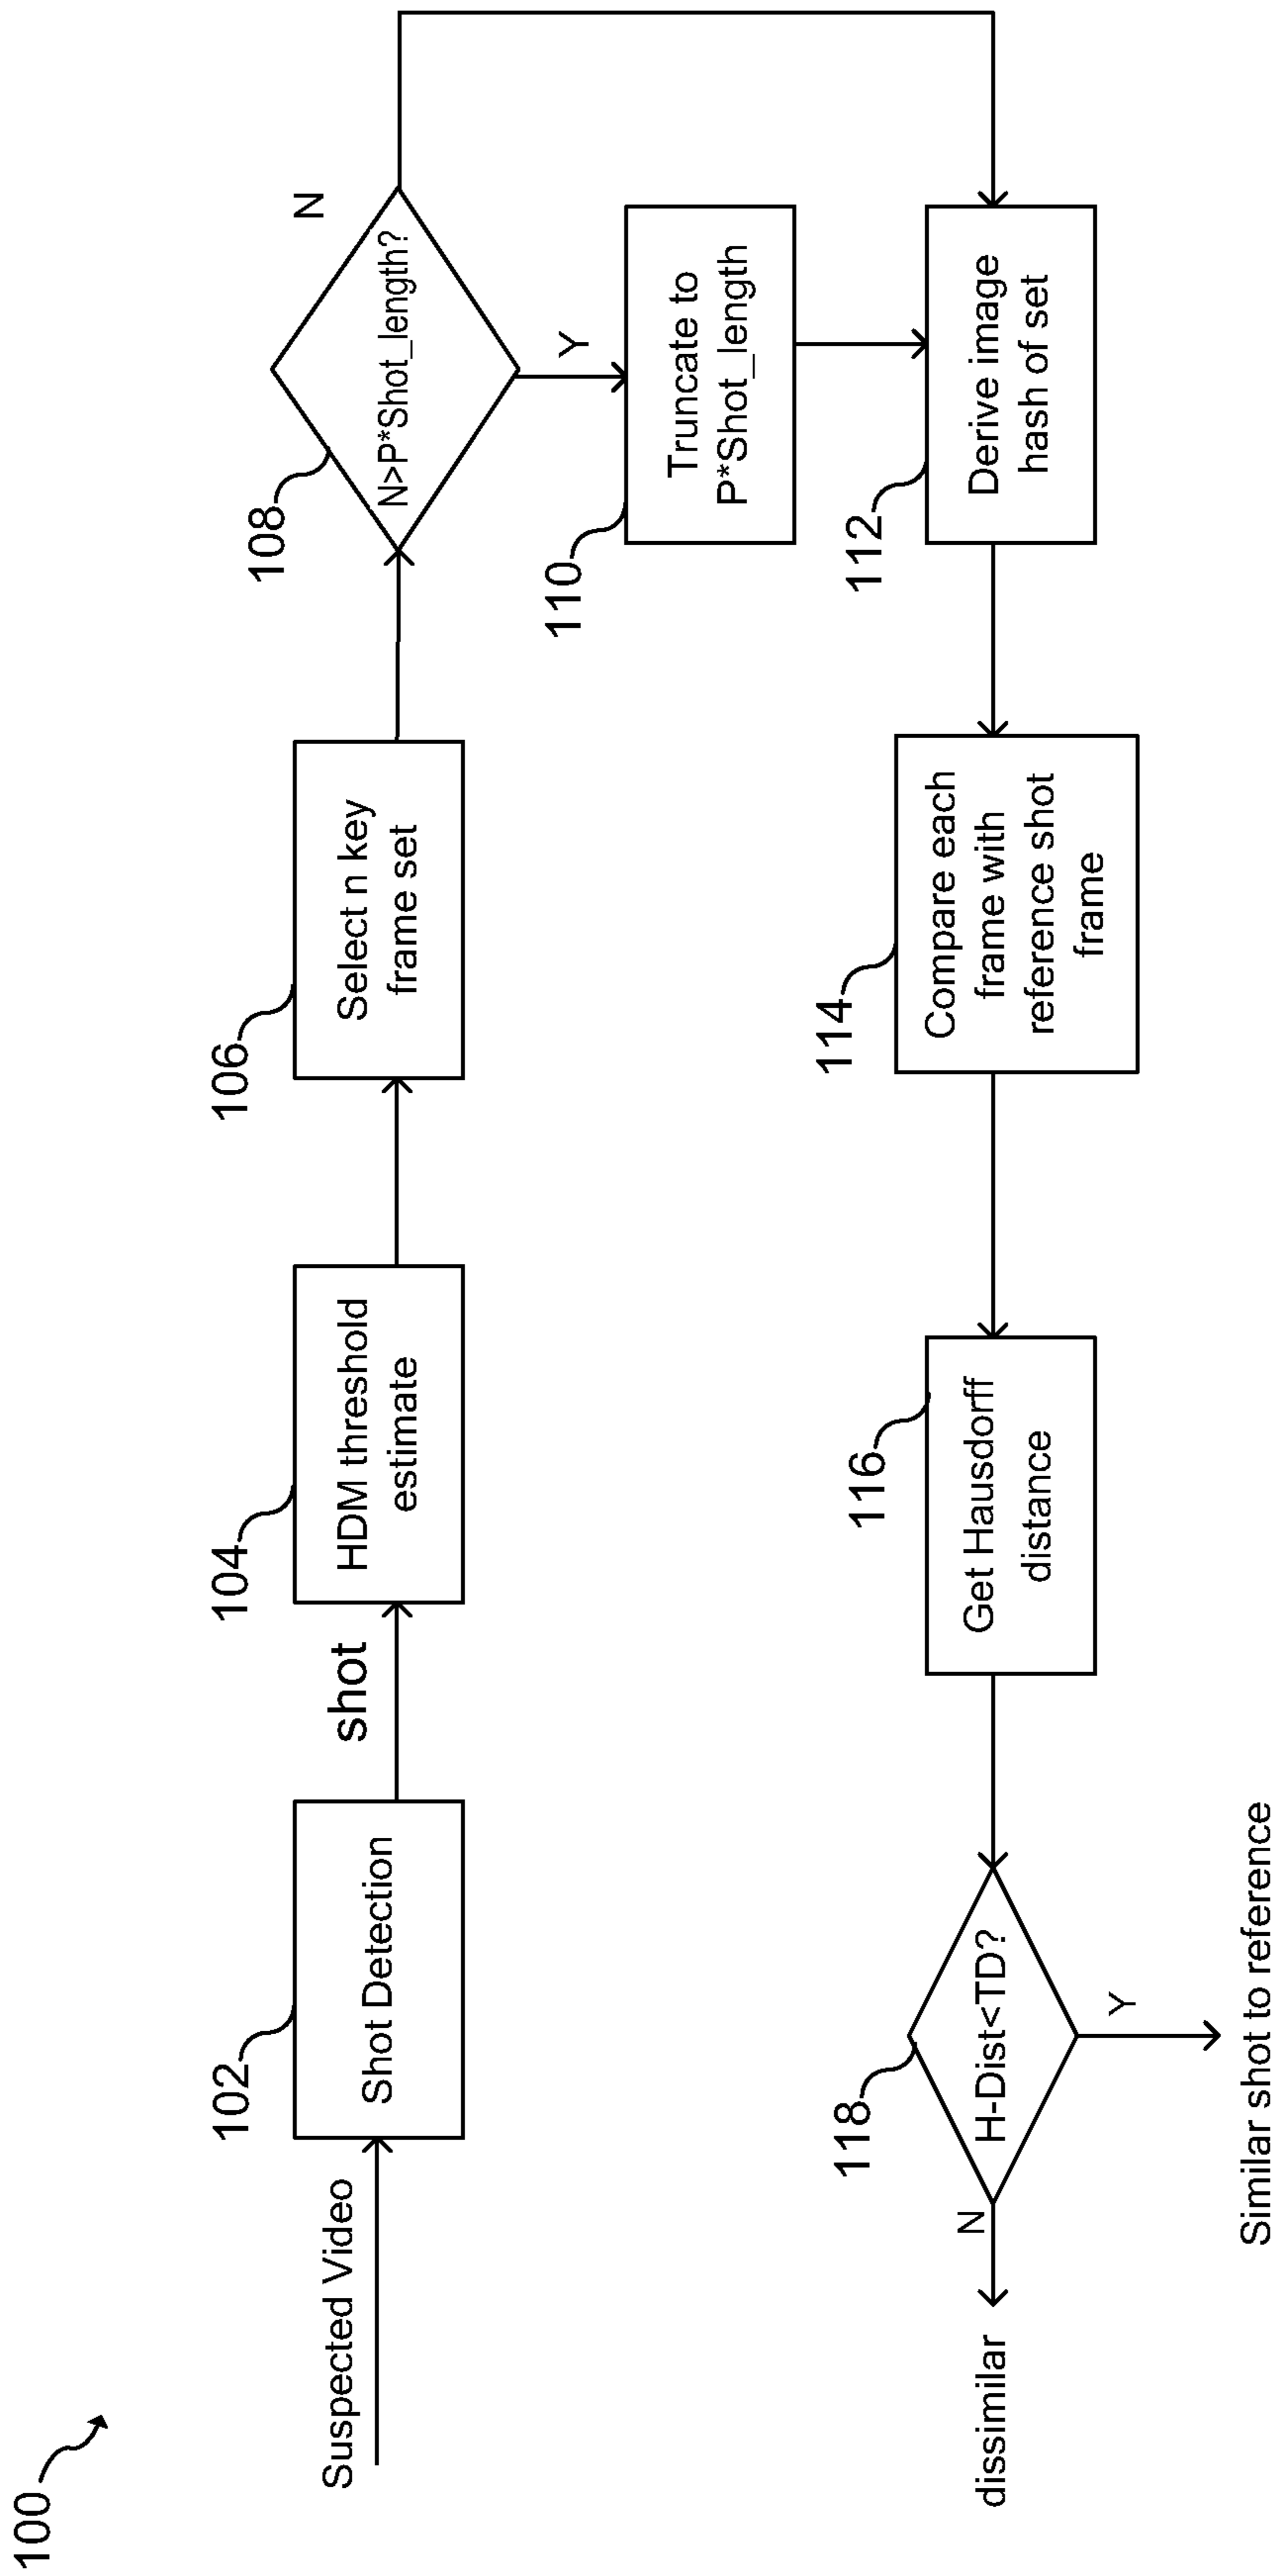 100
Suspected Video
102
Shot Detection
shot
104
HDM threshold
estimate
106
Select n key
frame set
108
N>P*Shot_length?
N
Y
110
Truncate to
P*Shot_length
112
Derive image
hash of set
114
Compare each
frame with
reference shot
frame
116
Get Hausdorff
distance
118
H-Dist<TD?
N
dissimilar
Y
Similar shot to reference